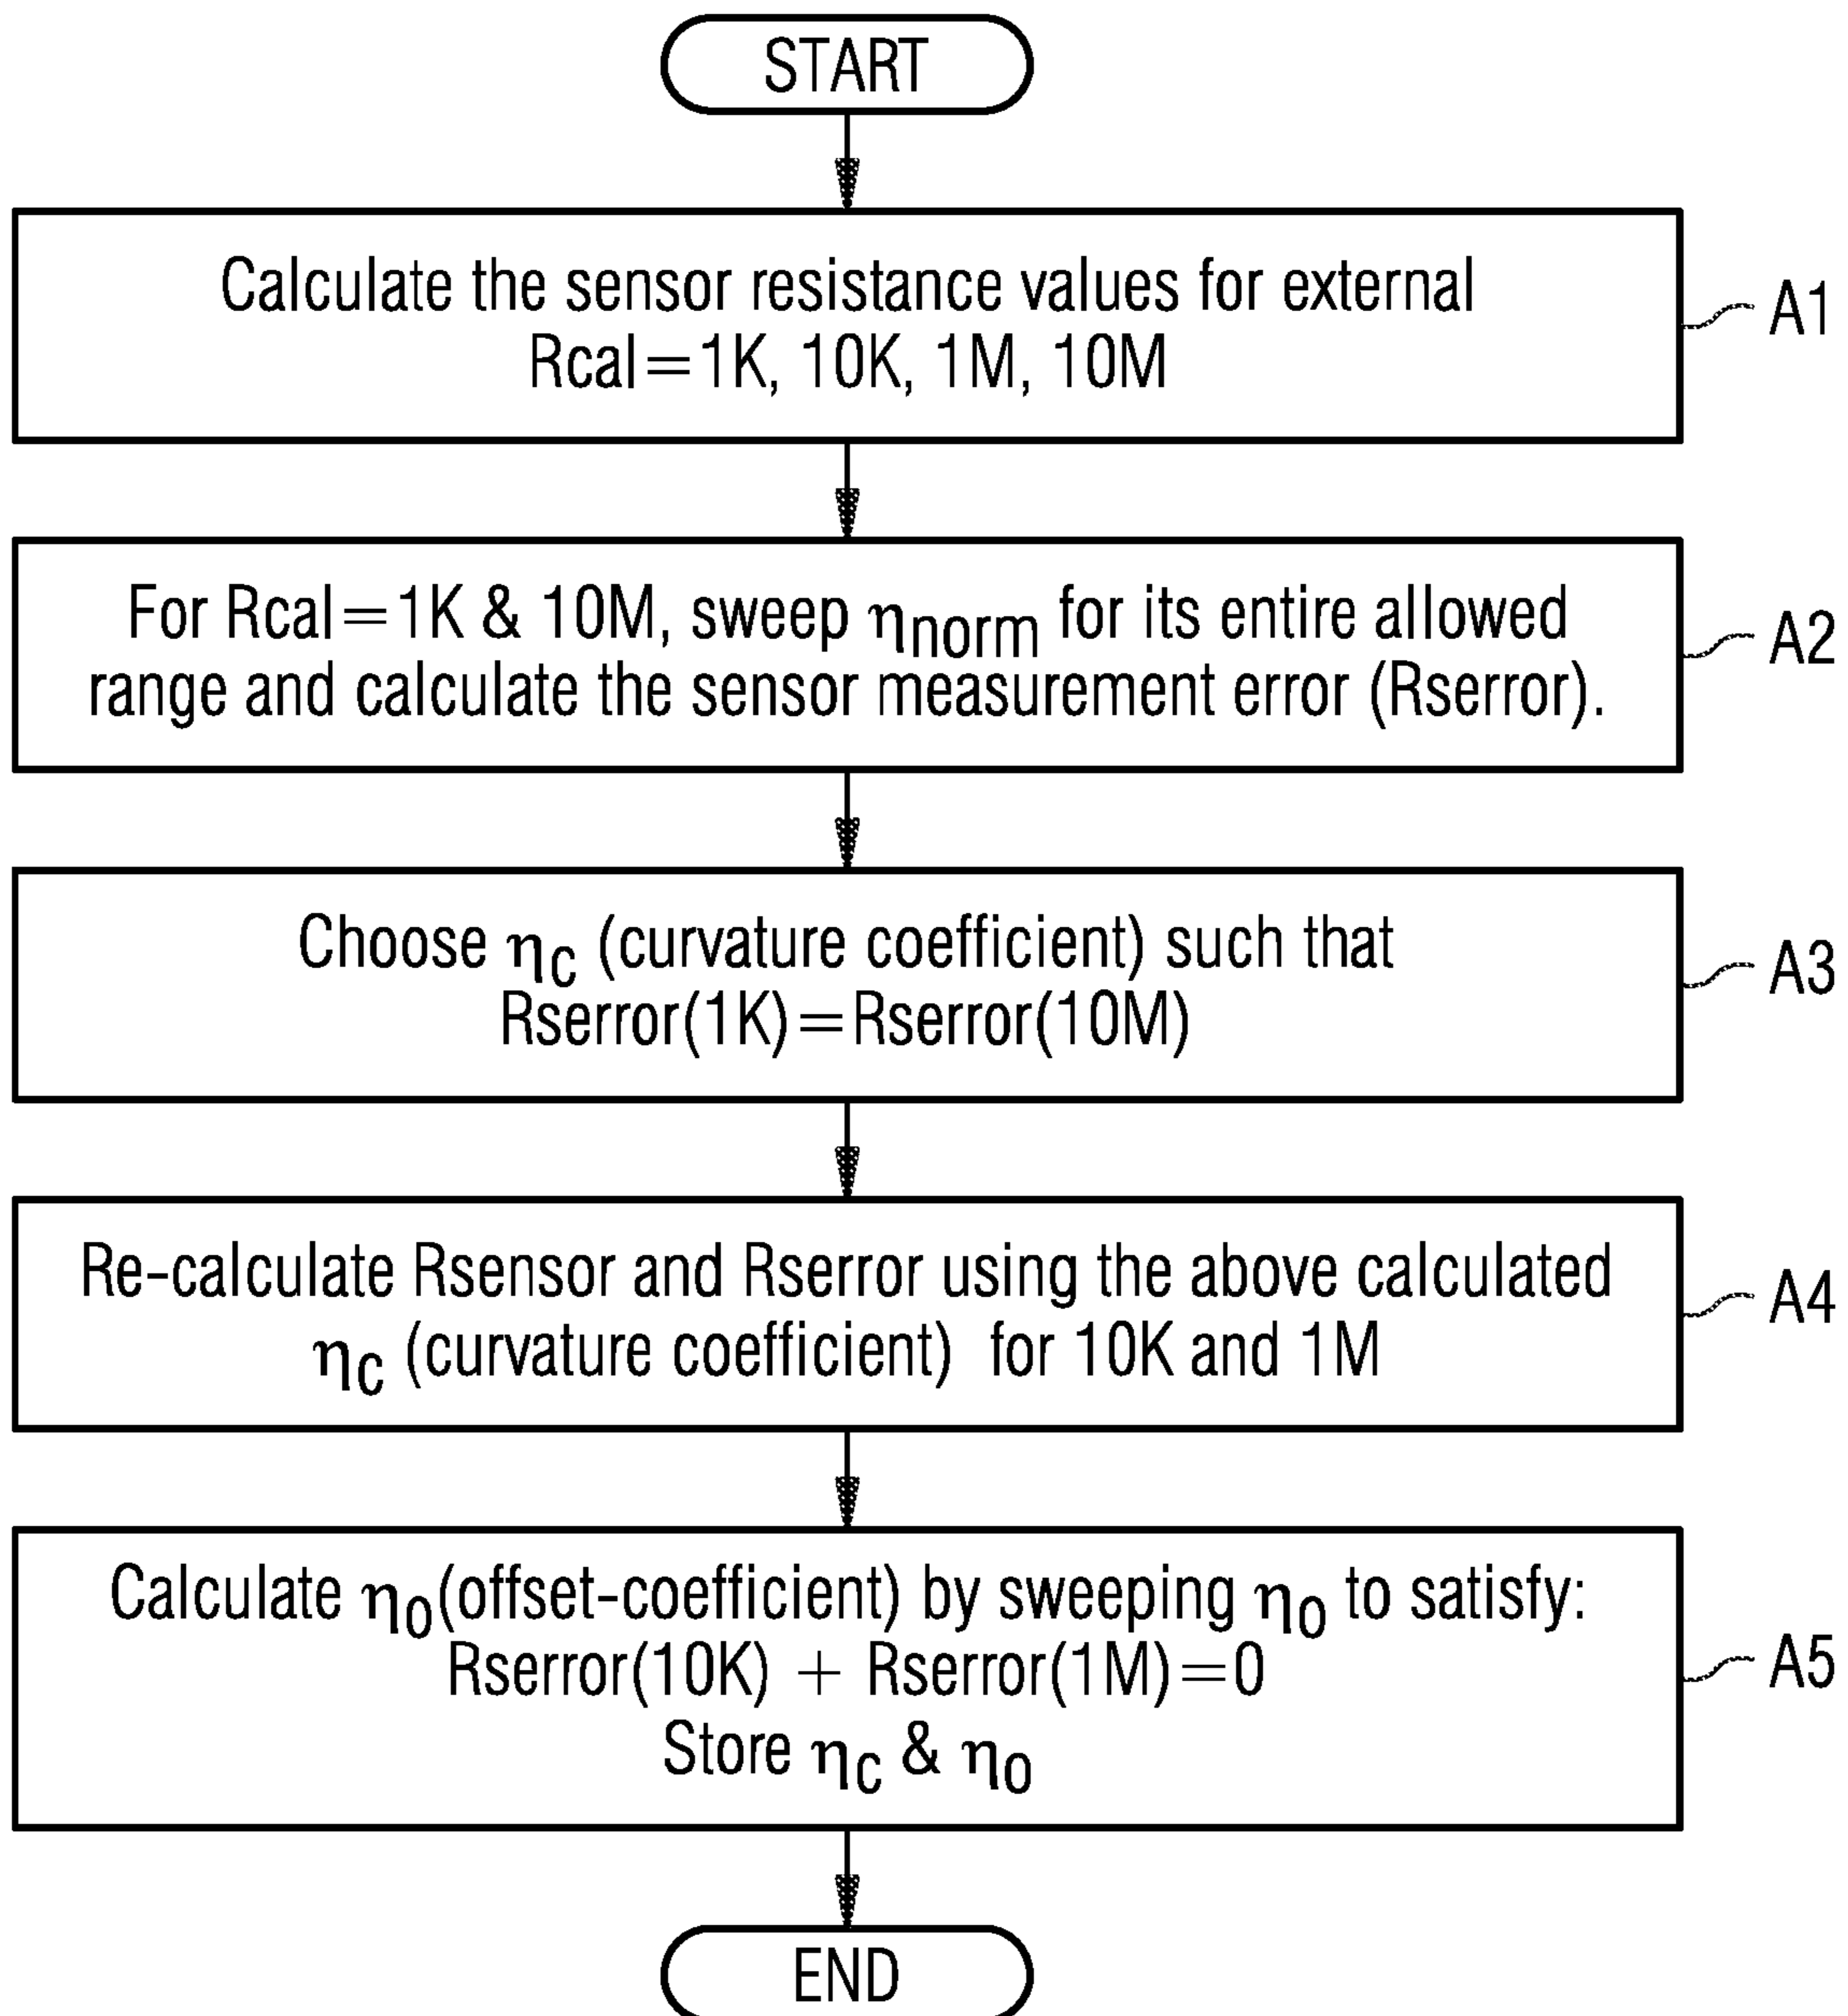 START
Calculate the sensor resistance values for external
Rcal=1K, 10K, 1M, 10M
A1
For Rcal=1K & 10M, sweep ηnorm for its entire allowed
range and calculate the sensor measurement error (Rserror).
A2
Choose ηc (curvature coefficient) such that
Rserror(1K)=Rserror(10M)
A3
Re-calculate Rsensor and Rserror using the above calculated
ηc (curvature coefficient) for 10K and 1M
A4
Calculate ηo(offset-coefficient) by sweeping ηo to satisfy:
Rserror(10K) + Rserror(1M)=0
Store ηc & ηo
A5
END